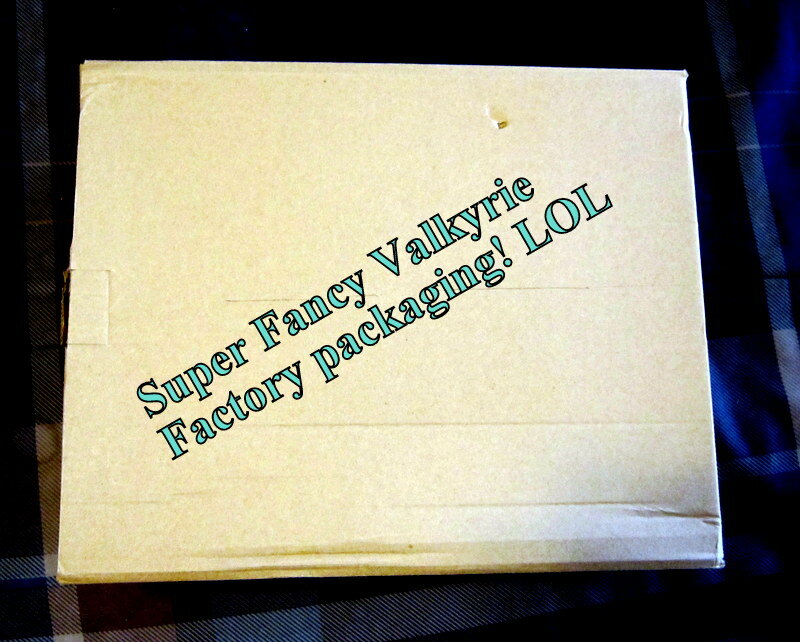 Super Fancy Valkyrie
Factory packaging! LOL